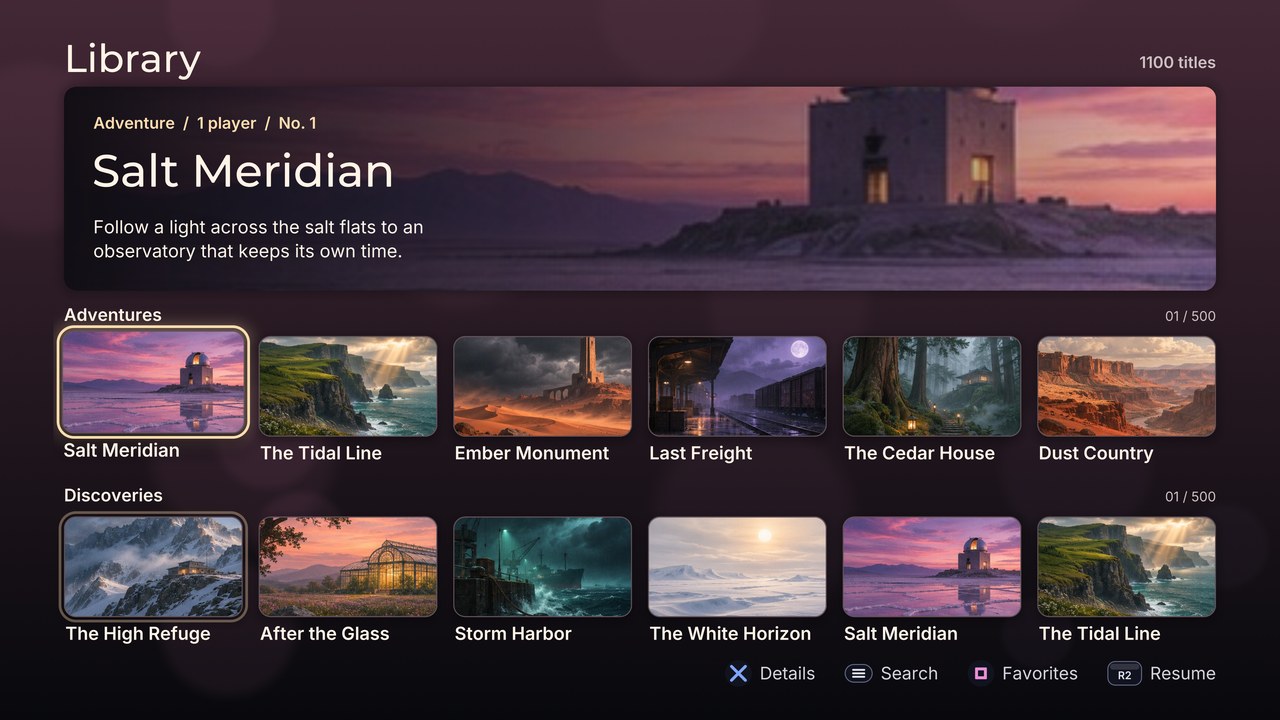 Library
1100 titles
Adventure / 1 player / No. 1
Salt Meridian
Follow a light across the salt flats to an
observatory that keeps its own time.
Adventures
01 / 500
Salt Meridian
The Tidal Line
Ember Monument
Last Freight
The Cedar House
Dust Country
Discoveries
01 / 500
The High Refuge
After the Glass
Storm Harbor
The White Horizon
Salt Meridian
The Tidal Line
Details
Search
Favorites
R2 Resume